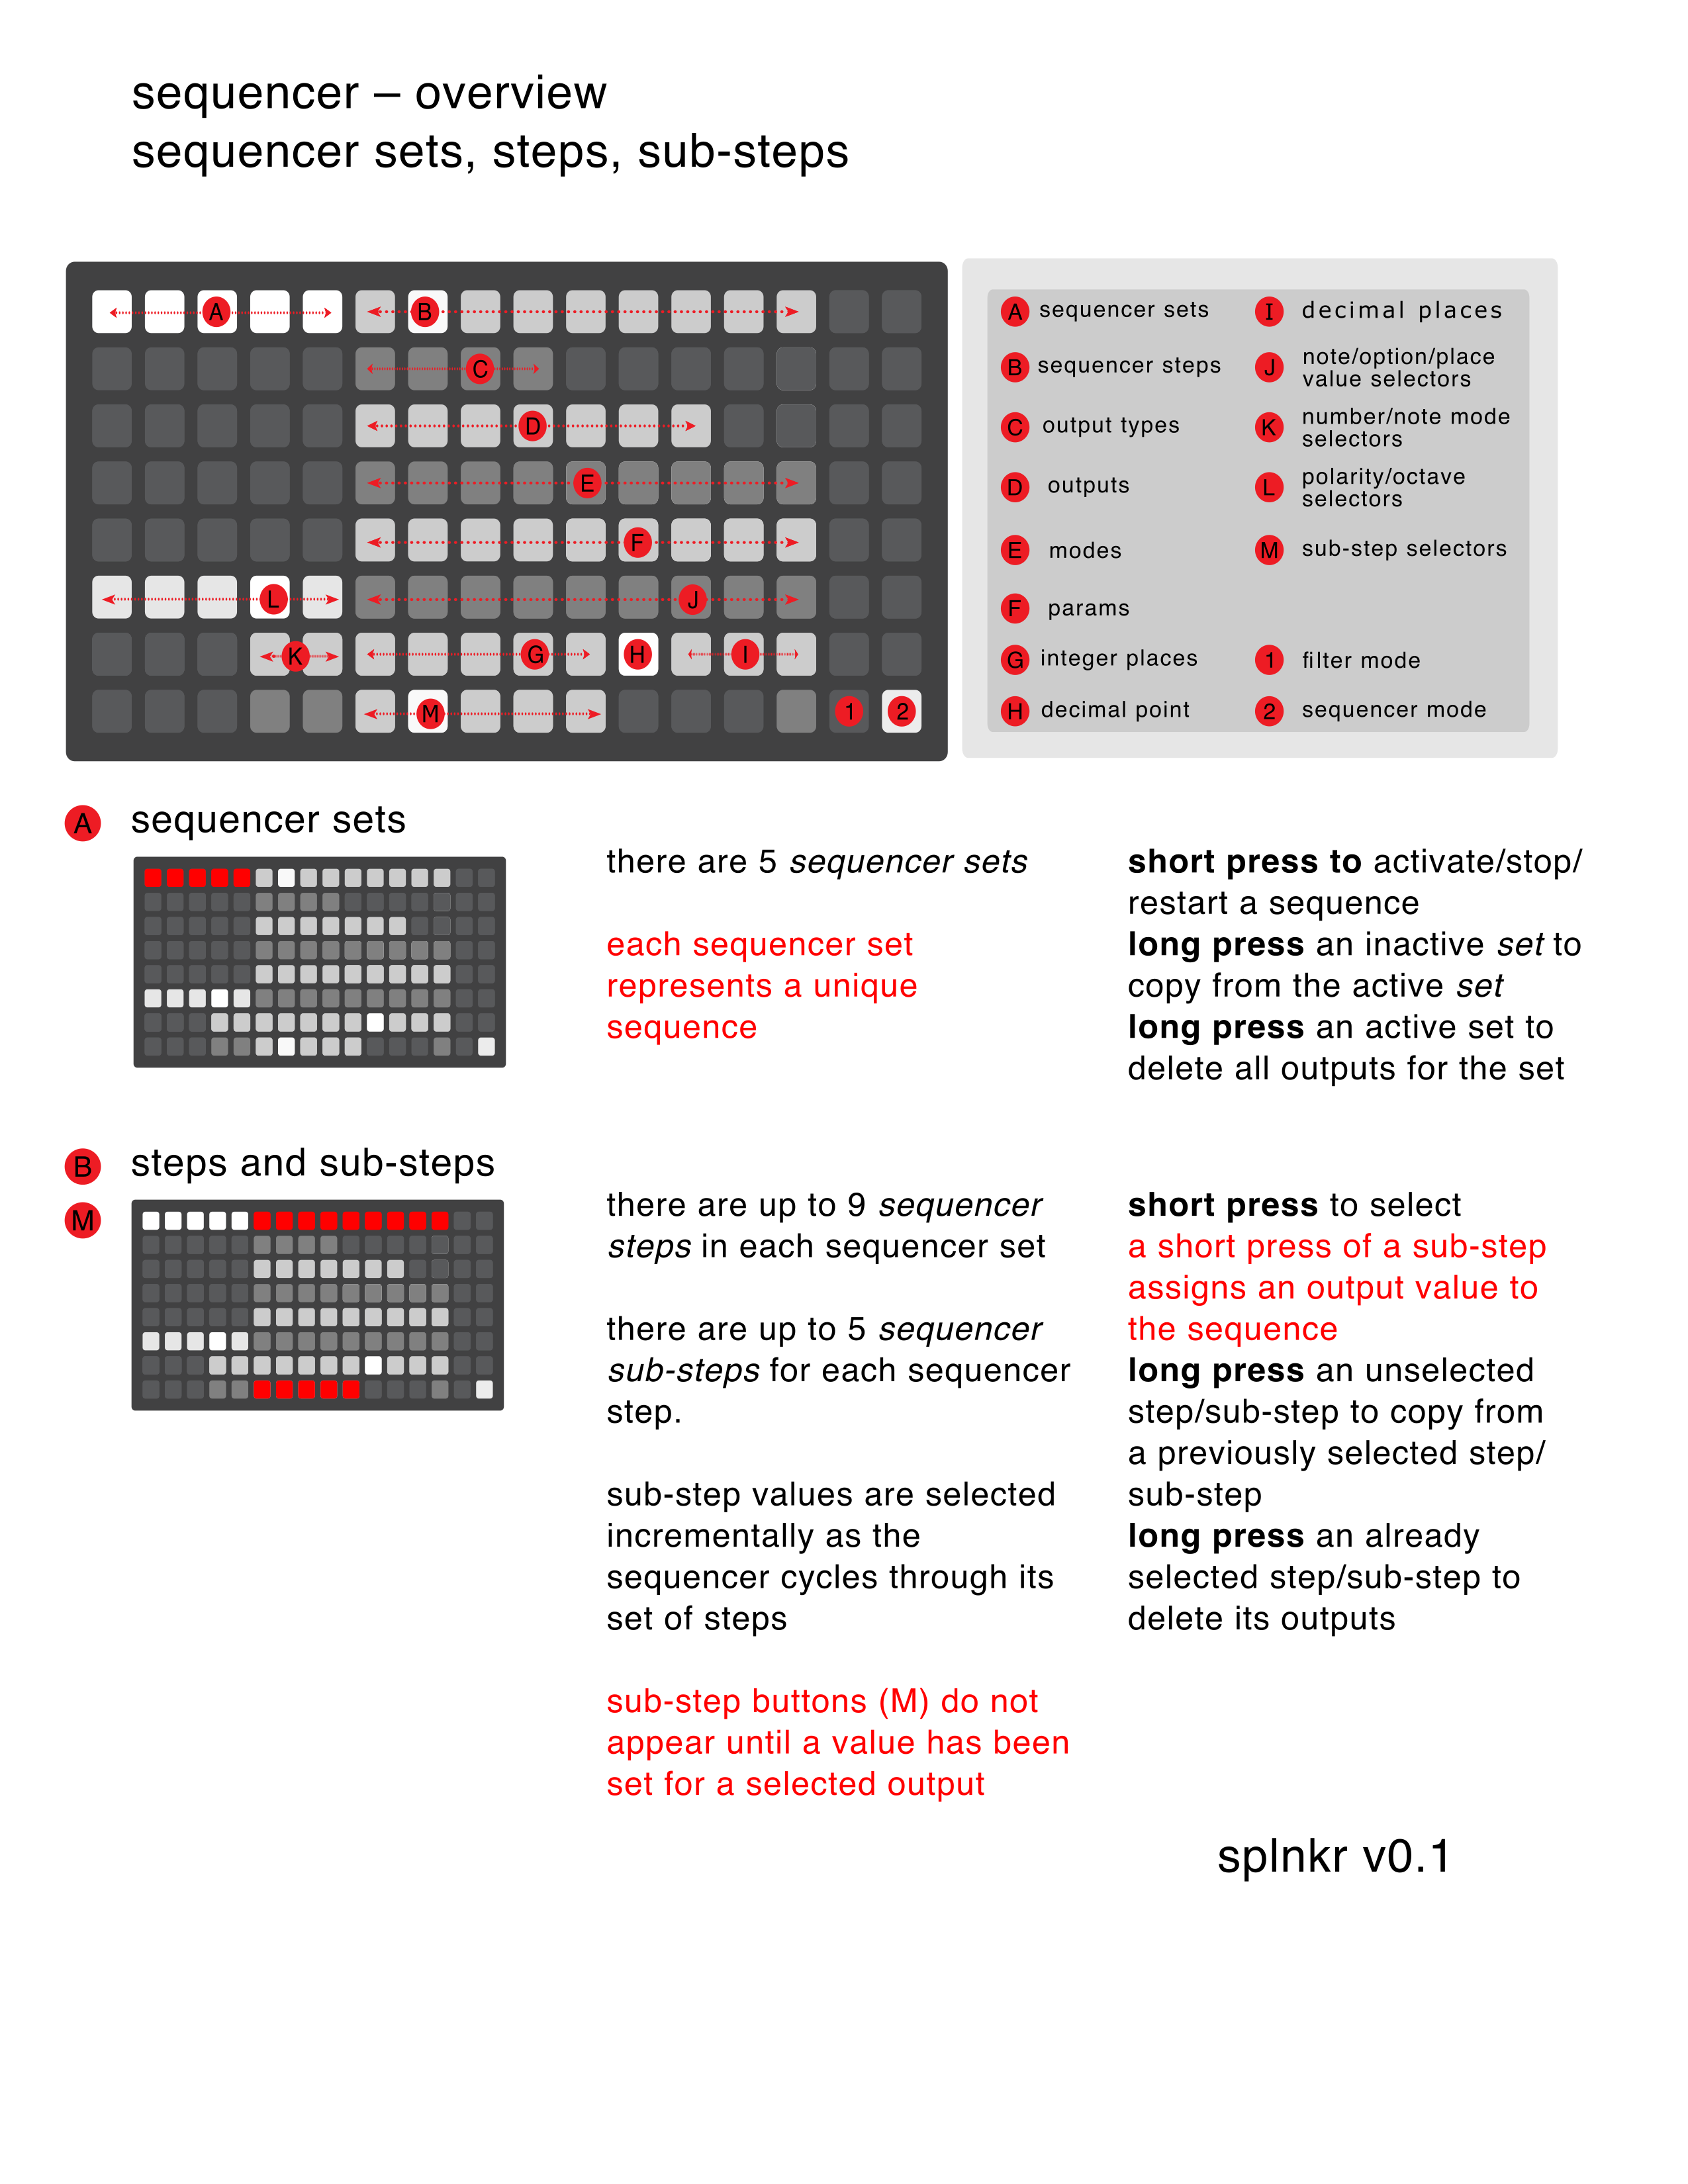 sequencer – overview
sequencer sets, steps, sub-steps
A
B
C
D
E
F
L
J
K
G
H
I
M
1
2
A sequencer sets
B sequencer steps
C output types
D outputs
E modes
F params
G integer places
H decimal point
I decimal places
J note/option/place
value selectors
K number/note mode
selectors
L polarity/octave
selectors
M sub-step selectors
1 filter mode
2 sequencer mode
A sequencer sets
there are 5 sequencer sets
each sequencer set
represents a unique
sequence
short press to activate/stop/
restart a sequence
long press an inactive set to
copy from the active set
long press an active set to
delete all outputs for the set
B steps and sub-steps
M
there are up to 9 sequencer
steps in each sequencer set
there are up to 5 sequencer
sub-steps for each sequencer
step.
sub-step values are selected
incrementally as the
sequencer cycles through its
set of steps
sub-step buttons (M) do not
appear until a value has been
set for a selected output
short press to select
a short press of a sub-step
assigns an output value to
the sequence
long press an unselected
step/sub-step to copy from
a previously selected step/
sub-step
long press an already
selected step/sub-step to
delete its outputs
splnkr v0.1